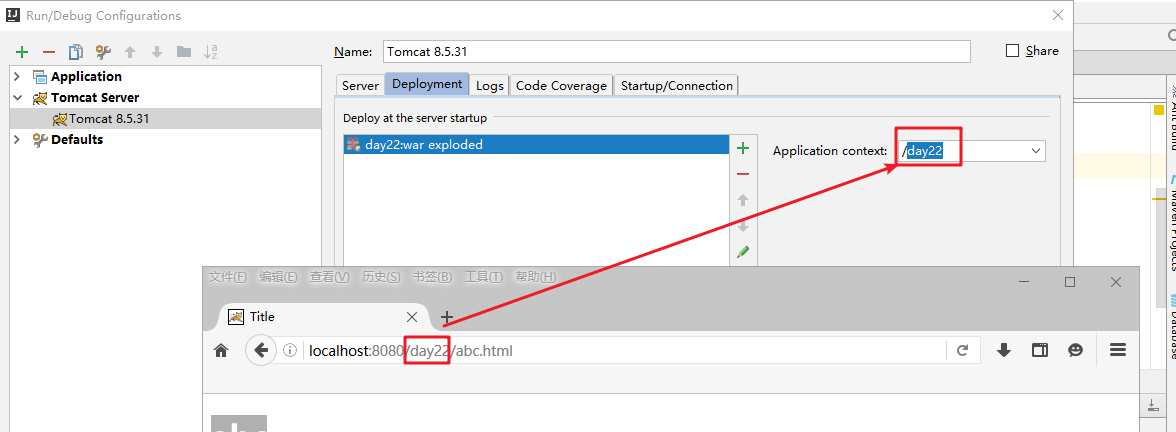 Run/Debug Configurations
Name: Tomcat 8.5.31
Share
Application
Tomcat Server
Tomcat 8.5.31
Defaults
Server Deployment Logs Code Coverage Startup/Connection
Deploy at the server startup
day22:war exploded
Application context: /day22
Ant Build
Maven Projects
Database
文件(F) 编辑(E) 查看(V) 历史(S) 书签(B) 工具(T) 帮助(H)
Title
localhost:8080/day22/abc.html